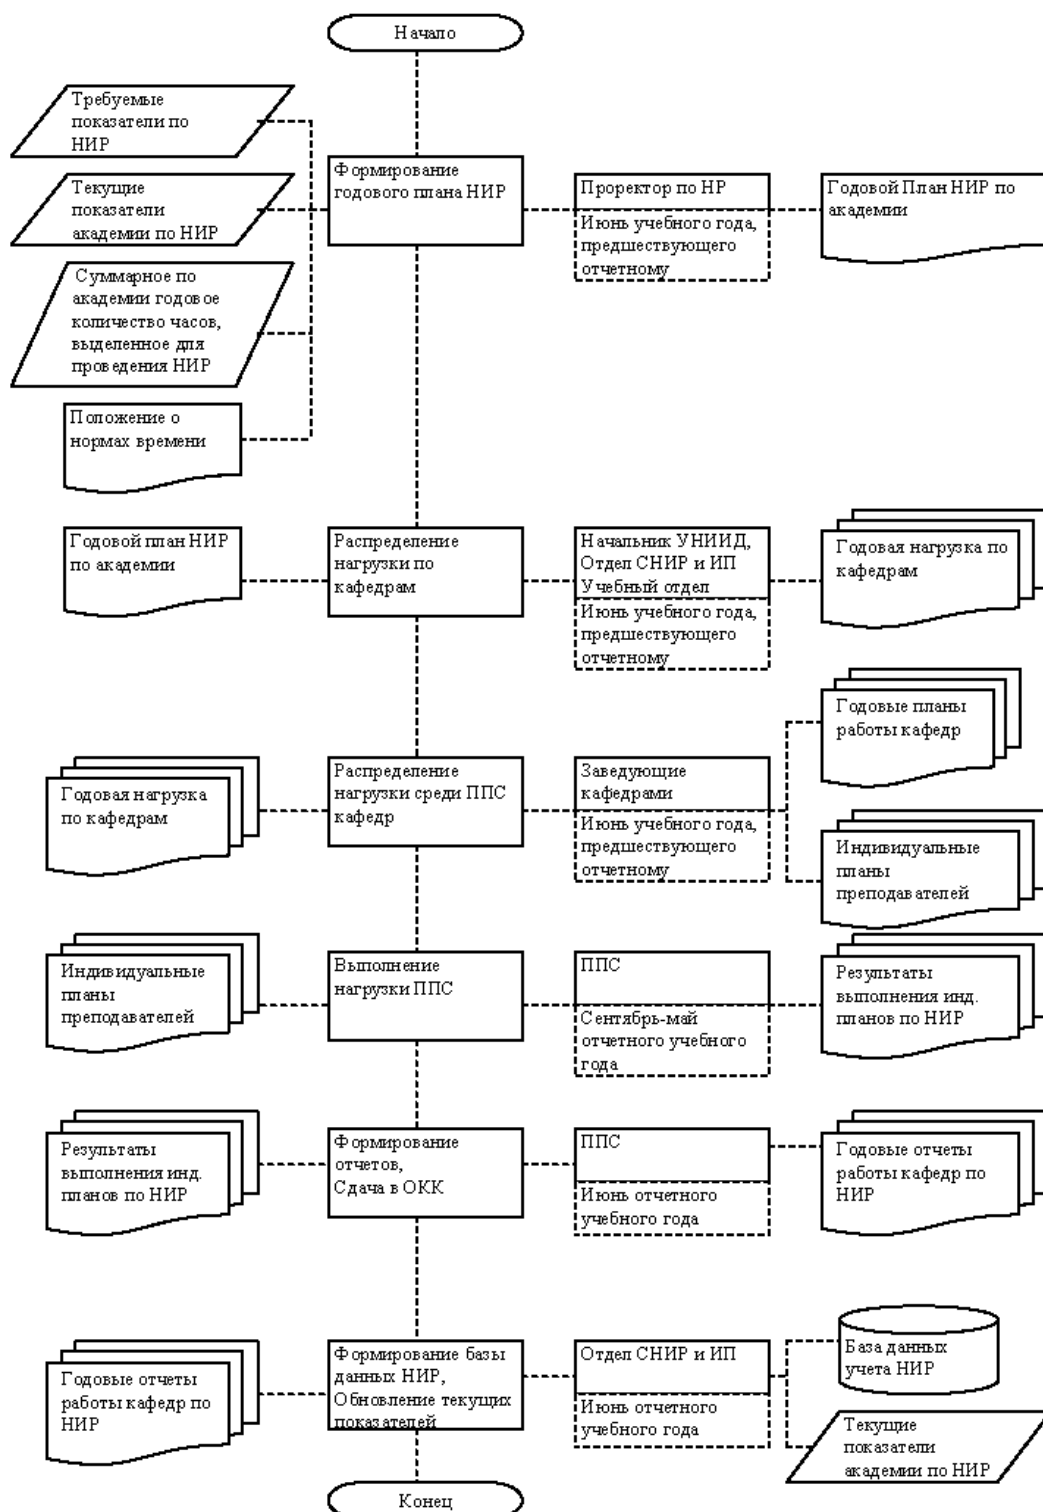 Начало
Требуемые
показатели по
НИР
Текущие
показатели
академии по НИР
Суммарное по
академии годовое
количество часов,
выделенное для
проведения НИР
Положение о
нормах времени
Формирование
годового плана НИР
Проректор по НР
Июнь учебного года,
предшествующего
отчетному
Годовой План НИР по
академии
Годовой план НИР
по академии
Распределение
нагрузки по
кафедрам
Начальник УНИИД,
Отдел СНИР и ИП
Учебный отдел
Июнь учебного года,
предшествующего
отчетному
Годовая нагрузка по
кафедрам
Годовая нагрузка
по кафедрам
Распределение
нагрузки среди ППС
кафедр
Заведующие
кафедрами
Июнь учебного года,
предшествующего
отчетному
Годовые планы
работы кафедр
Индивидуальные
планы
преподавателей
Индивидуальные
планы
преподавателей
Выполнение
нагрузки ППС
ППС
Сентябрь-май
отчетного учебного
года
Результаты
выполнения инд.
планов по НИР
Результаты
выполнения инд.
планов по НИР
Формирование
отчетов,
Сдача в ОКК
ППС
Июнь отчетного
учебного года
Годовые отчеты
работы кафедр по
НИР
Годовые отчеты
работы кафедр по
НИР
Формирование базы
данных НИР,
Обновление текущих
показателей
Отдел СНИР и ИП
Июнь отчетного
учебного года
База данных
учета НИР
Текущие
показатели
академии по НИР
Конец